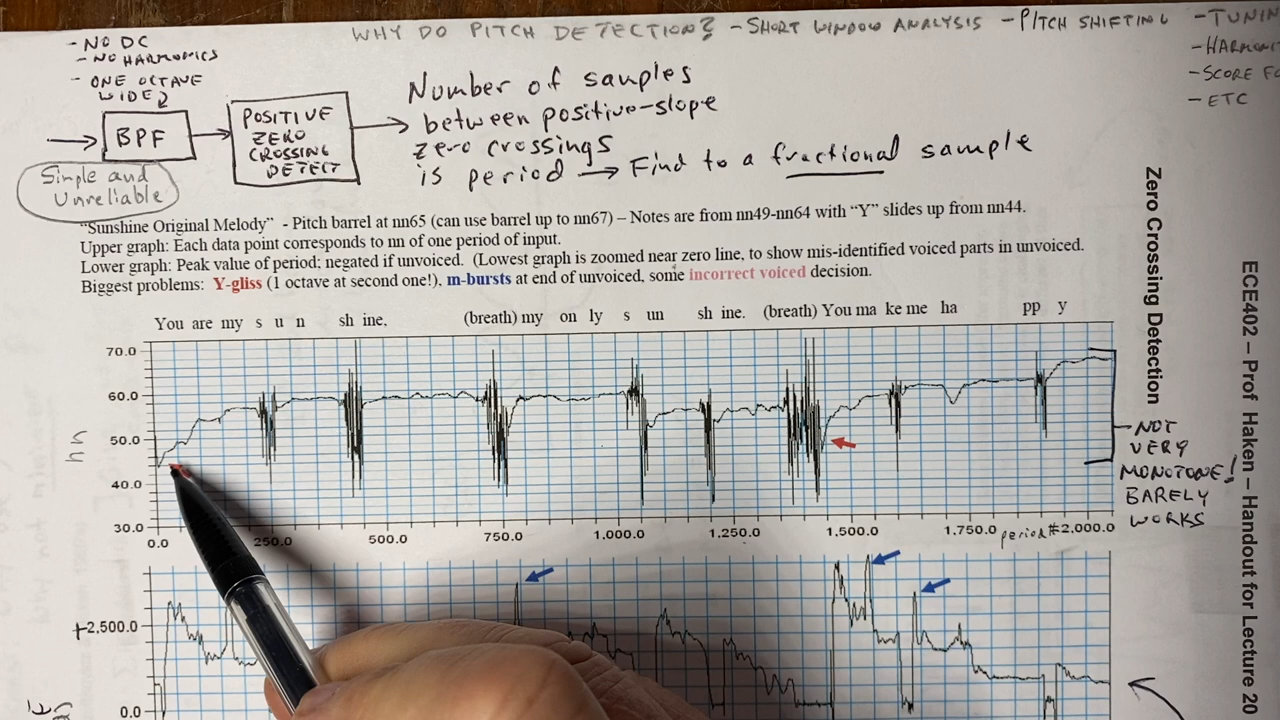 WHY DO PITCH DETECTION? - SHORT WINDOW ANALYSIS - PITCH SHIFTING - TUNIN
- HARMONI
- SCORE FO
- ETC
- NO DC
- NO HARMONICS
- ONE OCTAVE
WIDE
BPF
POSITIVE
ZERO
CROSSING
DETECT
Number of samples
between positive-slope
zero crossings
is period → Find to a fractional sample
Simple and
Unreliable
"Sunshine Original Melody" - Pitch barrel at nn65 (can use barrel up to nn67) – Notes are from nn49-nn64 with "Y" slides up from nn44.
Upper graph: Each data point corresponds to nn of one period of input.
Lower graph: Peak value of period; negated if unvoiced. (Lowest graph is zoomed near zero line, to show mis-identified voiced parts in unvoiced.
Biggest problems: Y-gliss (1 octave at second one!), m-bursts at end of unvoiced, some incorrect voiced decision.
You are my s u n sh ine, (breath) my on ly s un sh ine. (breath) You ma ke me ha pp y
70.0
60.0
50.0
40.0
30.0
nn
0.0 250.0 500.0 750.0 1,000.0 1,250.0 1,500.0 1,750.0 period # 2,000.0
NOT
VERY
MONOTONE!
BARELY
WORKS
+2,500.0
0.0
Zero Crossing Detection
ECE402 – Prof Haken – Handout for Lecture 20